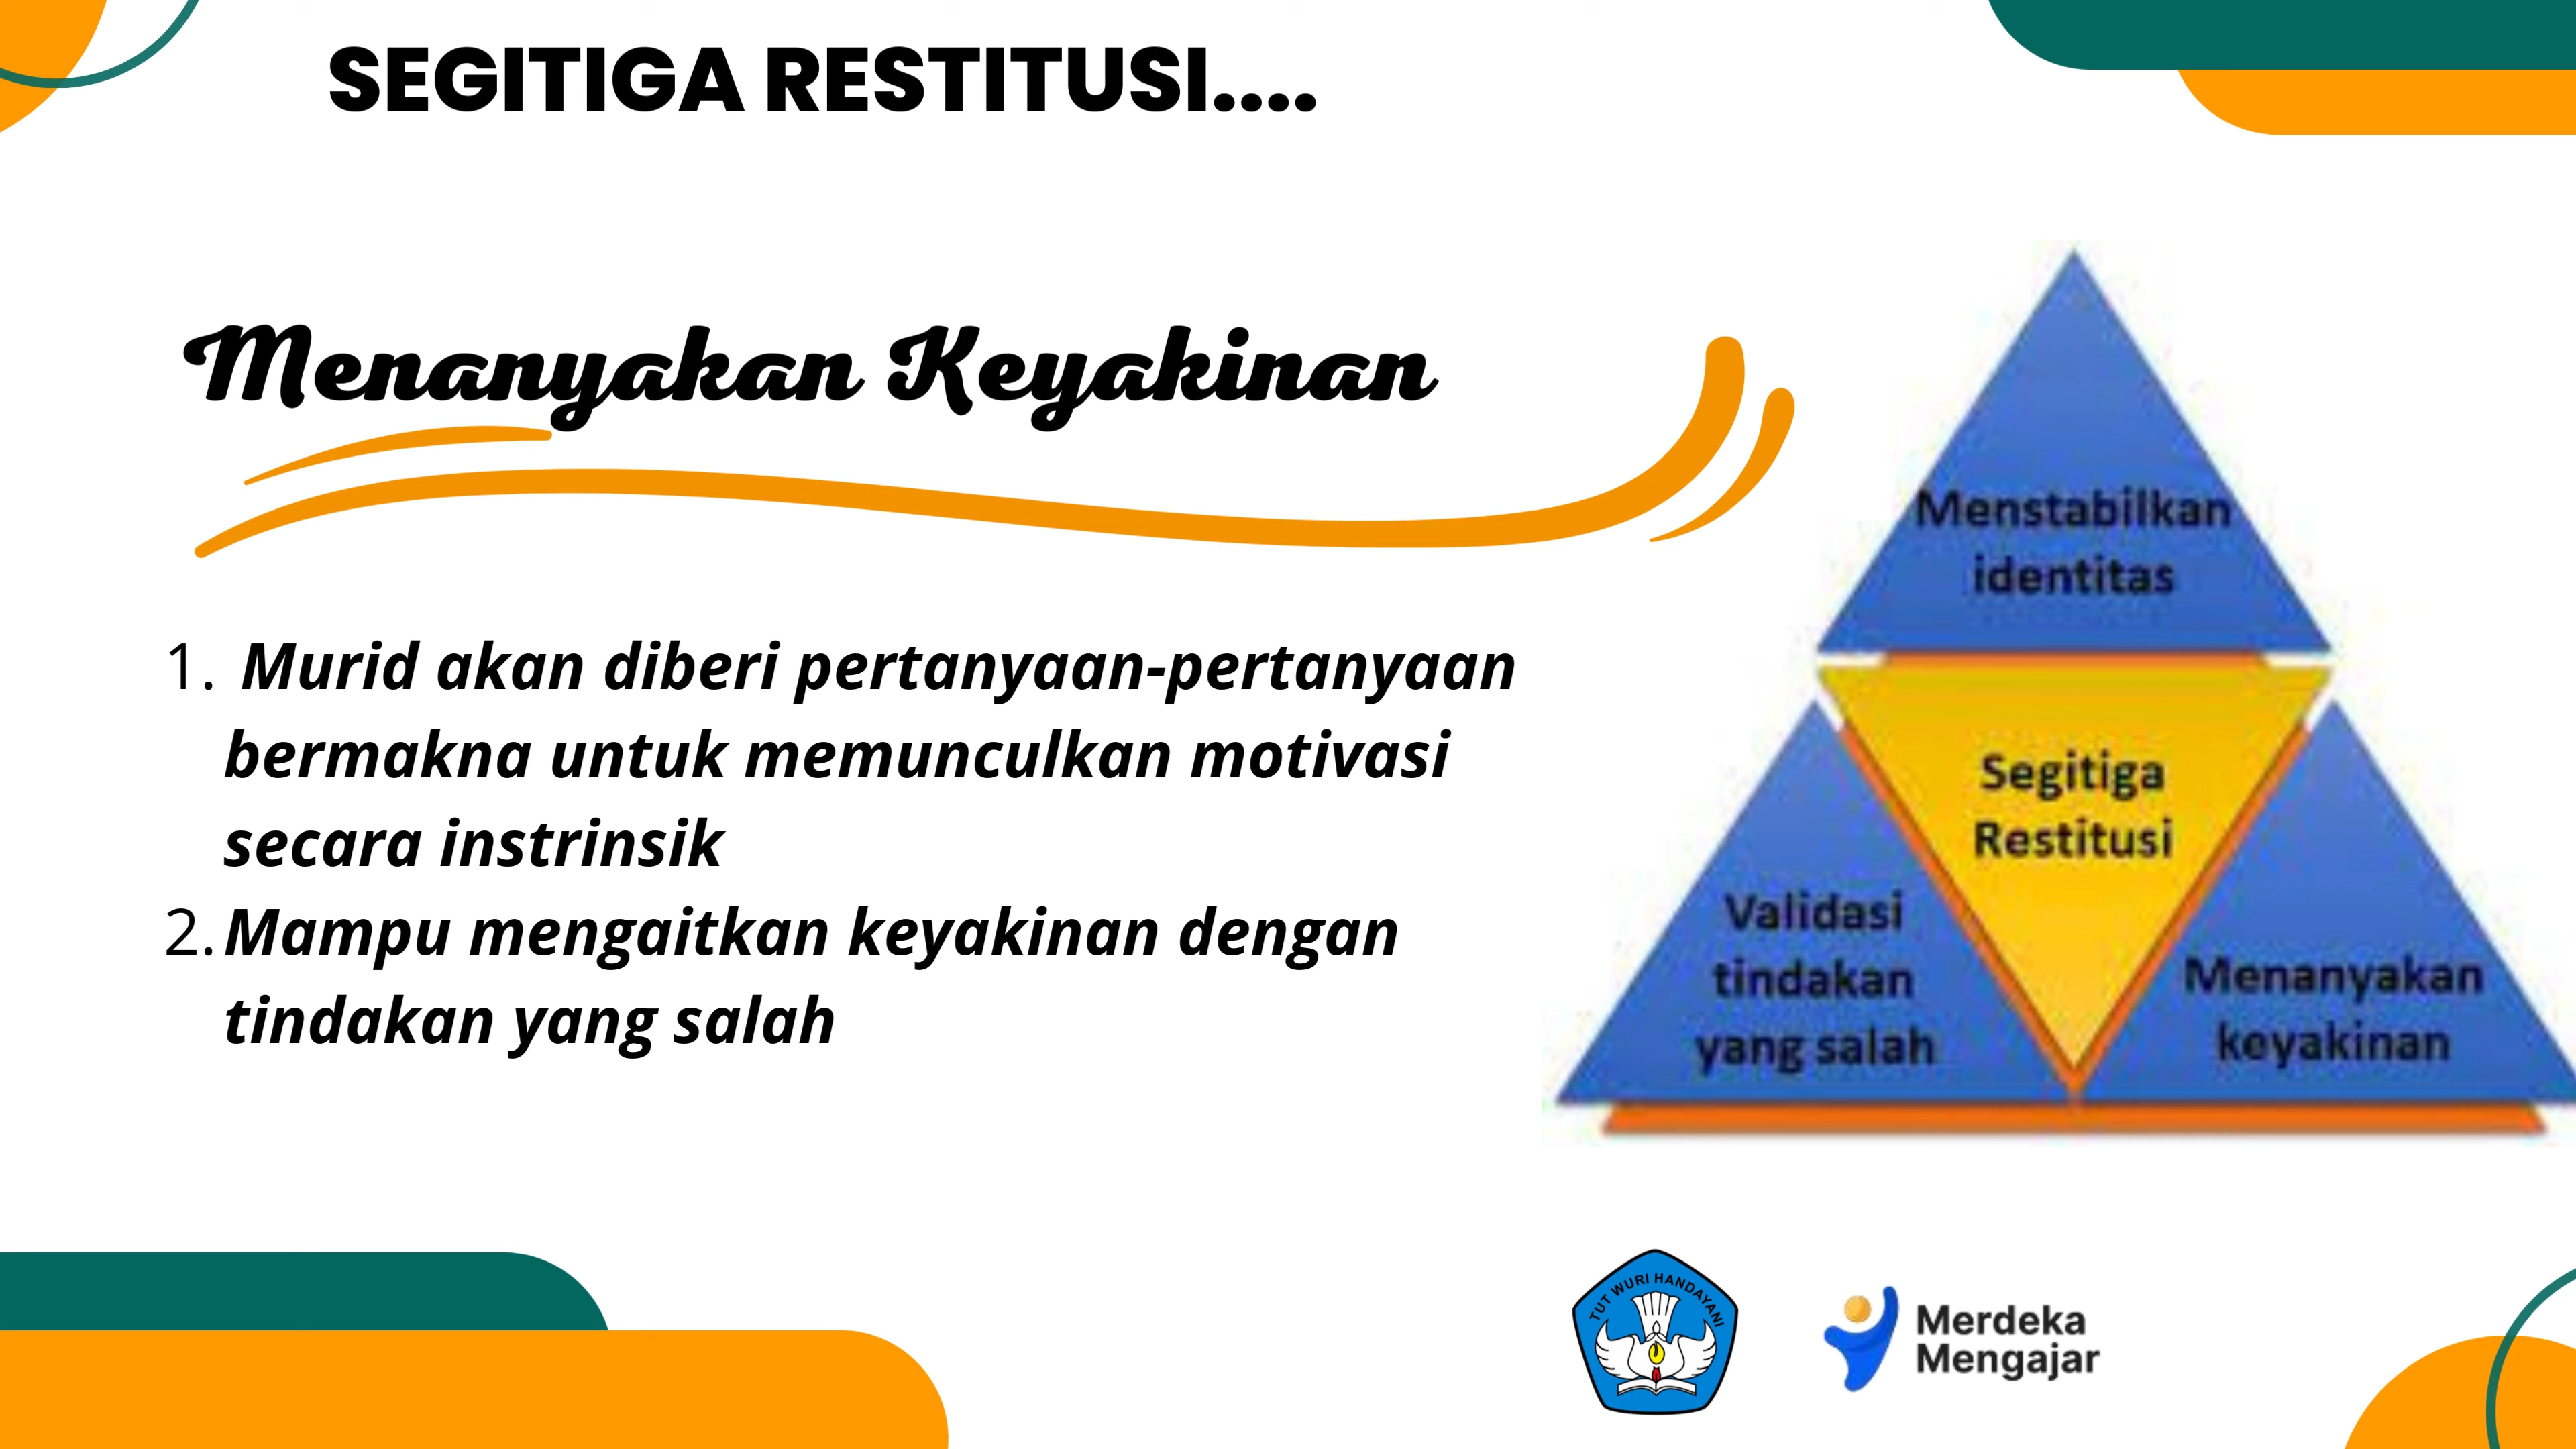 SEGITIGA RESTITUSI....
Menanyakan Keyakinan
1. Murid akan diberi pertanyaan-pertanyaan
bermakna untuk memunculkan motivasi
secara instrinsik
2. Mampu mengaitkan keyakinan dengan
tindakan yang salah
Menstabilkan
identitas
Segitiga
Restitusi
Validasi
tindakan
yang salah
Menanyakan
keyakinan
TUT WURI HANDAYANI
Merdeka
Mengajar